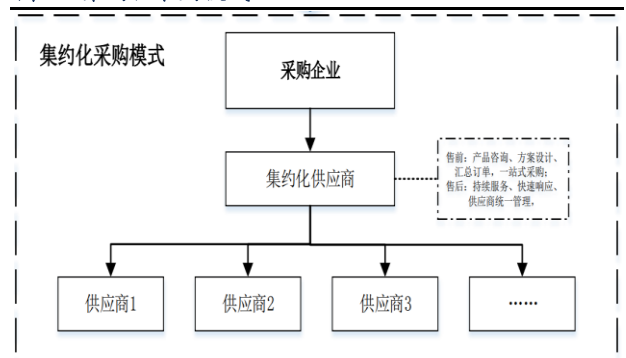 集约化采购模式
采购企业
集约化供应商
售前：产品咨询、方案设计、
汇总订单，一站式采购；
售后：持续服务、快速响应、
供应商统一管理，
供应商1
供应商2
供应商3
······